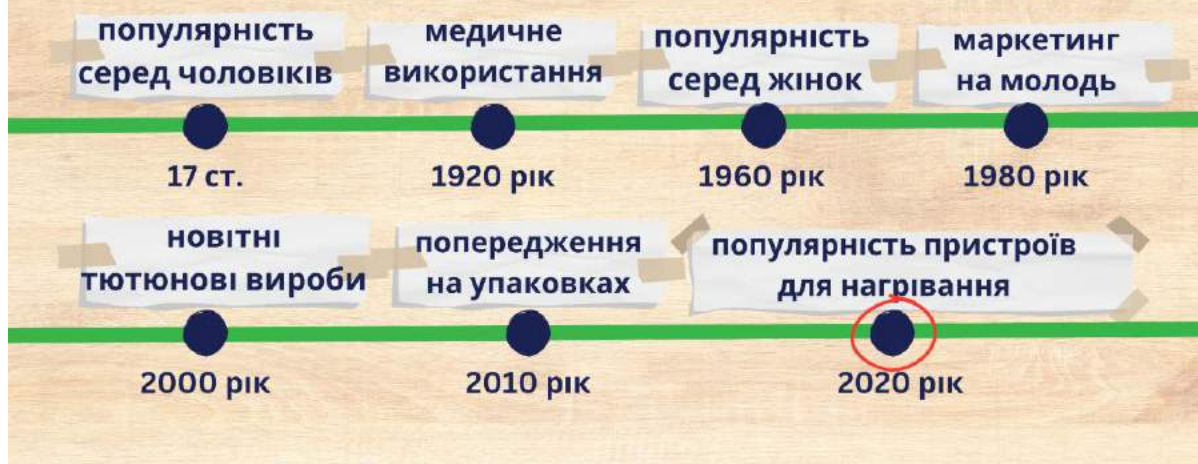 популярність
серед чоловіків
медичне
використання
популярність
серед жінок
маркетинг
на молодь
17 ст.
1920 рік
1960 рік
1980 рік
новітні
тютюнові вироби
попередження
на упаковках
популярність пристроїв
для нагрівання
2000 рік
2010 рік
2020 рік